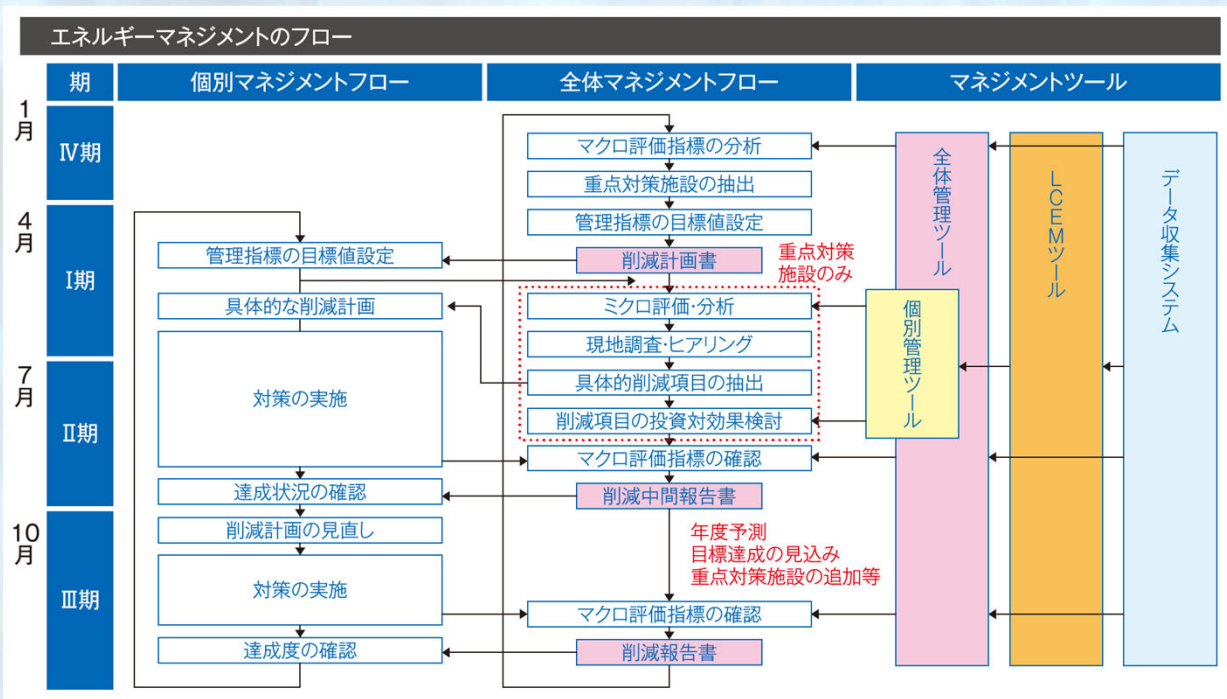 エネルギーマネジメントのフロー
期
個別マネジメントフロー
全体マネジメントフロー
マネジメントツール
1月
Ⅳ期
マクロ評価指標の分析
重点対策施設の抽出
管理指標の目標値設定
4月
Ⅰ期
管理指標の目標値設定
削減計画書
重点対策
施設のみ
具体的な削減計画
ミクロ評価・分析
現地調査・ヒアリング
7月
Ⅱ期
対策の実施
具体的削減項目の抽出
削減項目の投資対効果検討
マクロ評価指標の確認
達成状況の確認
削減中間報告書
10月
Ⅲ期
削減計画の見直し
年度予測
目標達成の見込み
重点対策施設の追加等
対策の実施
マクロ評価指標の確認
達成度の確認
削減報告書
全体管理ツール
個別管理ツール
LCEMツール
データ収集システム